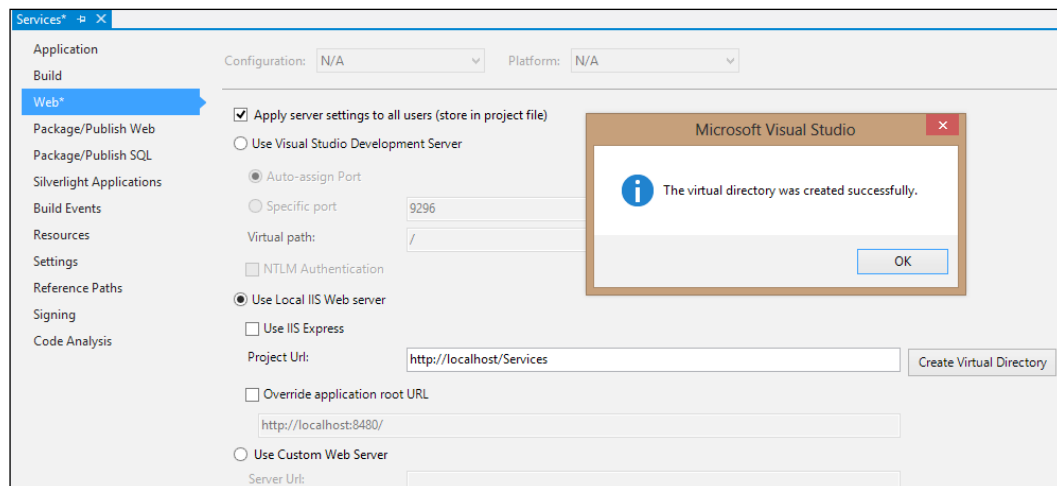 Services*
Application
Build
Web*
Package/Publish Web
Package/Publish SQL
Silverlight Applications
Build Events
Resources
Settings
Reference Paths
Signing
Code Analysis
Configuration: N/A Platform: N/A
Apply server settings to all users (store in project file)
Use Visual Studio Development Server
Auto-assign Port
Specific port 9296
Virtual path: /
NTLM Authentication
Use Local IIS Web server
Use IIS Express
Project Url: http://localhost/Services Create Virtual Directory
Override application root URL
http://localhost:8480/
Use Custom Web Server
Server Url:
Microsoft Visual Studio
The virtual directory was created successfully.
OK